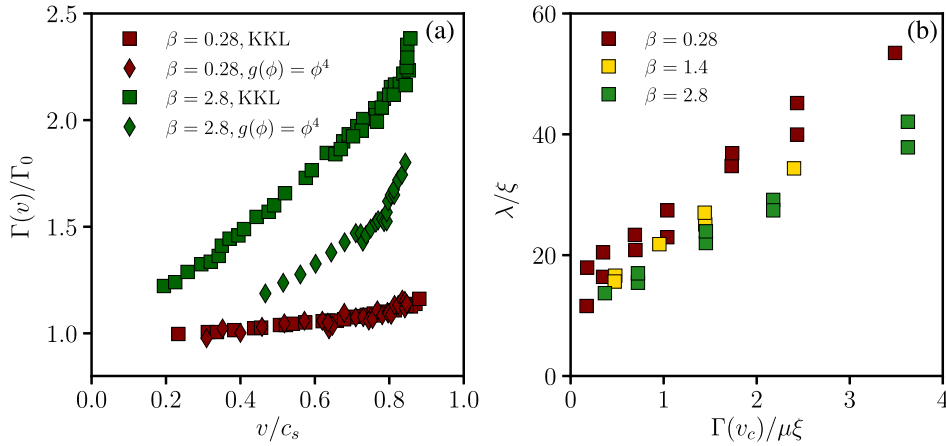 (a)
β = 0.28, KKL
β = 0.28, g(ϕ) = ϕ⁴
β = 2.8, KKL
β = 2.8, g(ϕ) = ϕ⁴
Γ(v)/Γ₀
2.5
2.0
1.5
1.0
0.0 0.2 0.4 0.6 0.8 1.0
v/cₛ
(b)
β = 0.28
β = 1.4
β = 2.8
λ/ξ
60
40
20
0
0 1 2 3 4
Γ(v_c)/μξ